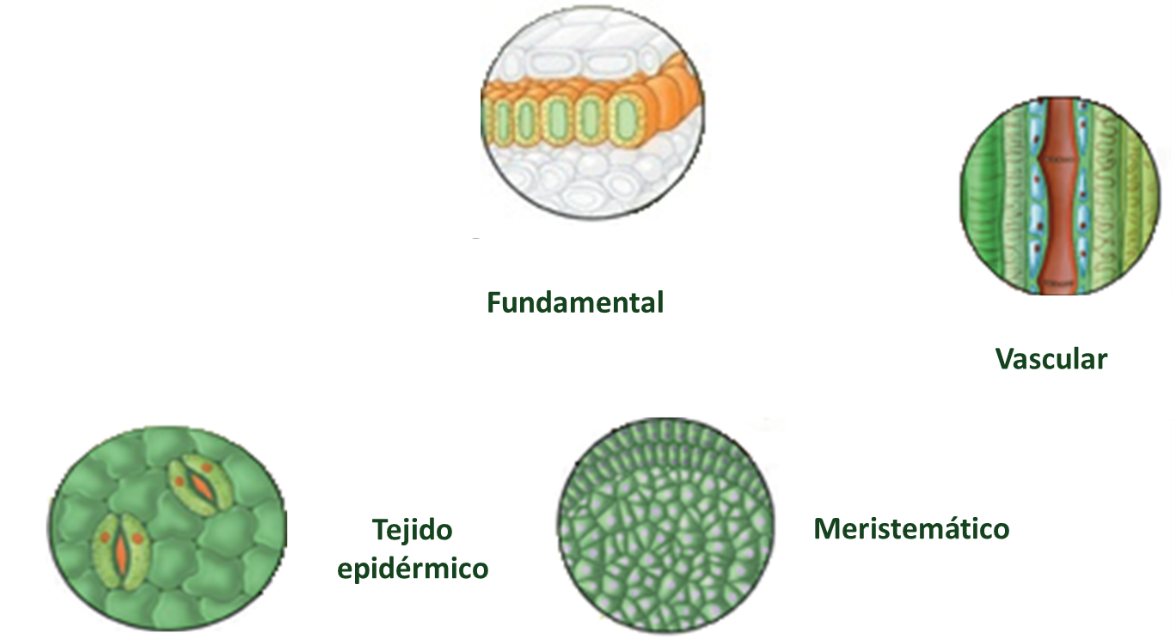 Fundamental
Vascular
Tejido
epidérmico
Meristemático